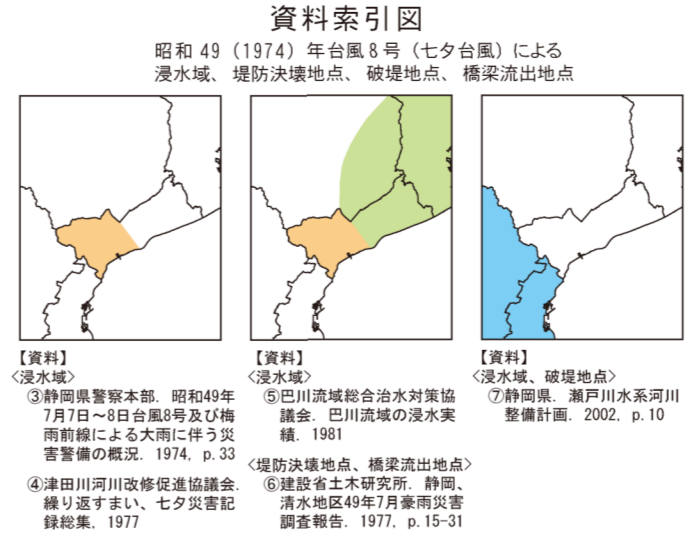 資料索引図
昭和49(1974)年台風8号(七夕台風)による
浸水域、堤防決壊地点、破堤地点、橋梁流出地点
【資料】
<浸水域>
③静岡県警察本部. 昭和49年
7月7日~8日台風8号及び梅
雨前線による大雨に伴う災
害警備の概況. 1974, p.33
④津田川河川改修促進協議会.
繰り返すまい、七夕災害記
録総集. 1977
【資料】
<浸水域>
⑤巴川流域総合治水対策協
議会. 巴川流域の浸水実
績. 1981
<堤防決壊地点、橋梁流出地点>
⑥建設省土木研究所. 静岡、
清水地区49年7月豪雨災害
調査報告. 1977, p.15-31
【資料】
<浸水域、破堤地点>
⑦静岡県. 瀬戸川水系河川
整備計画. 2002, p.10